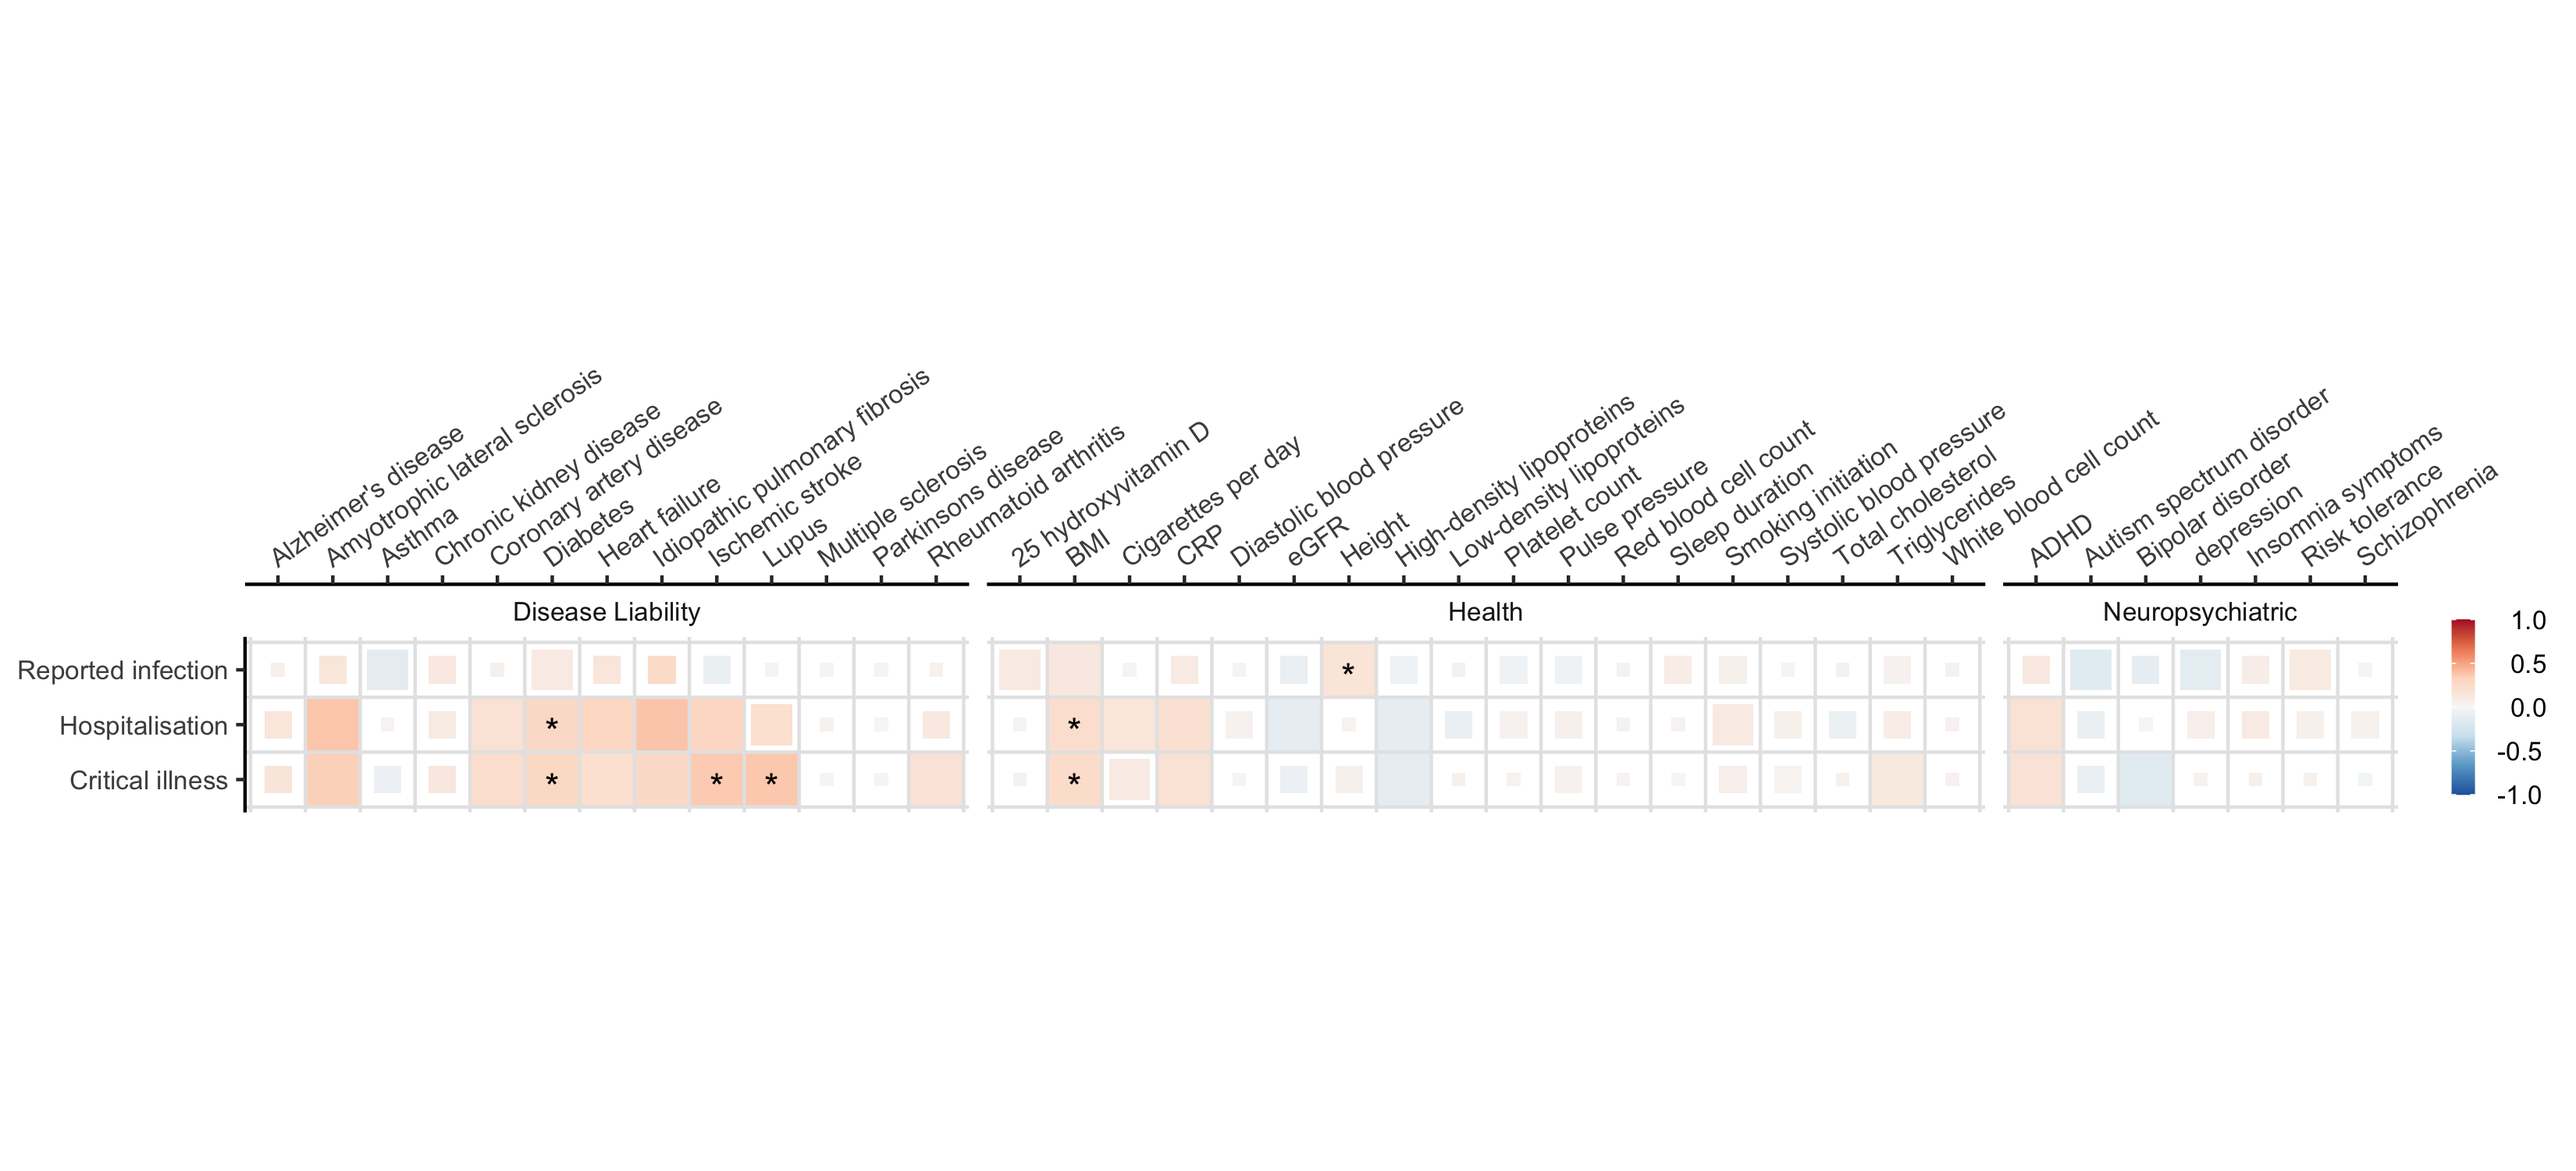 Alzheimer's disease
Amyotrophic lateral sclerosis
Asthma
Chronic kidney disease
Coronary artery disease
Diabetes
Heart failure
Idiopathic pulmonary fibrosis
Ischemic stroke
Lupus
Multiple sclerosis
Parkinsons disease
Rheumatoid arthritis
25 hydroxyvitamin D
BMI
Cigarettes per day
CRP
Diastolic blood pressure
eGFR
Height
High-density lipoproteins
Low-density lipoproteins
Platelet count
Pulse pressure
Red blood cell count
Sleep duration
Smoking initiation
Systolic blood pressure
Total cholesterol
Triglycerides
White blood cell count
ADHD
Autism spectrum disorder
Bipolar disorder
depression
Insomnia symptoms
Risk tolerance
Schizophrenia
Disease Liability
Health
Neuropsychiatric
Reported infection
*
Hospitalisation
* *
Critical illness
* * * *
1.0
0.5
0.0
-0.5
-1.0